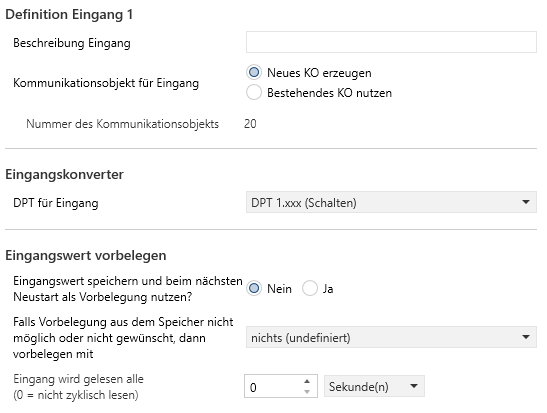 Definition Eingang 1
Beschreibung Eingang
Kommunikationsobjekt für Eingang
Neues KO erzeugen
Bestehendes KO nutzen
Nummer des Kommunikationsobjekts 20
Eingangskonverter
DPT für Eingang DPT 1.xxx (Schalten)
Eingangswert vorbelegen
Eingangswert speichern und beim nächsten
Neustart als Vorbelegung nutzen? Nein Ja
Falls Vorbelegung aus dem Speicher nicht
möglich oder nicht gewünscht, dann
vorbelegen mit
nichts (undefiniert)
Eingang wird gelesen alle
(0 = nicht zyklisch lesen)
0 Sekunde(n)